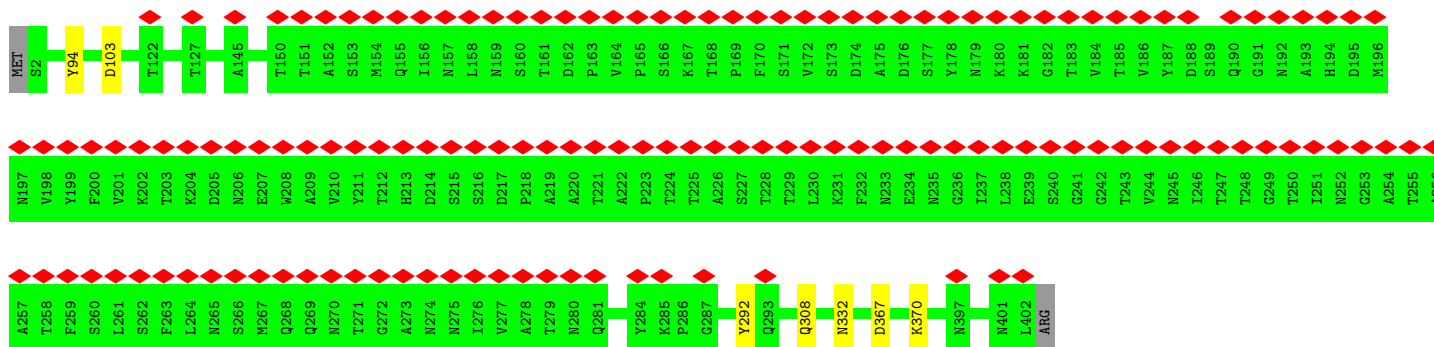 MET S2 Y94 D103 T122 T127 A145 T150 T151 A152 S153 M154 Q155 I156 N157 L158 N159 S160 T161 D162 P163 V164 P165 S166 K167 T168 P169 F170 S171 V172 S173 D174 A175 D176 S177 Y178 N179 K180 K181 G182 T183 V184 T185 V186 Y187 D188 S189 Q190 G191 N192 A193 H194 D195 M196
N197 V198 Y199 F200 V201 K202 T203 K204 D205 N206 E207 W208 A209 V210 Y211 T212 H213 D214 S215 S216 D217 P218 A219 A220 T221 A222 P223 T224 T225 A226 S227 T228 T229 L230 K231 F232 N233 E234 N235 G236 I237 L238 E239 S240 G241 G242 T243 V244 N245 I246 T247 T248 G249 T250 I251 N252 G253 A254 T255
A257 T258 F259 S260 L261 S262 F263 L264 N265 S266 M267 Q268 Q269 N270 T271 G272 A273 N274 N275 I276 V277 A278 T279 N280 Q281 Y284 K285 P286 G287 Y292 Q293 Q308 N332 D367 K370 N397 N401 L402 ARG